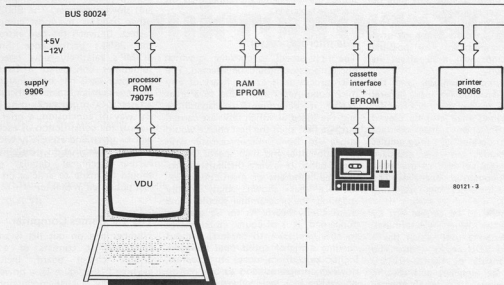 BUS 80024
+5V
−12V
supply
9906
processor
ROM
79075
RAM
EPROM
cassette
interface
+
EPROM
printer
80066
VDU
80121 - 3